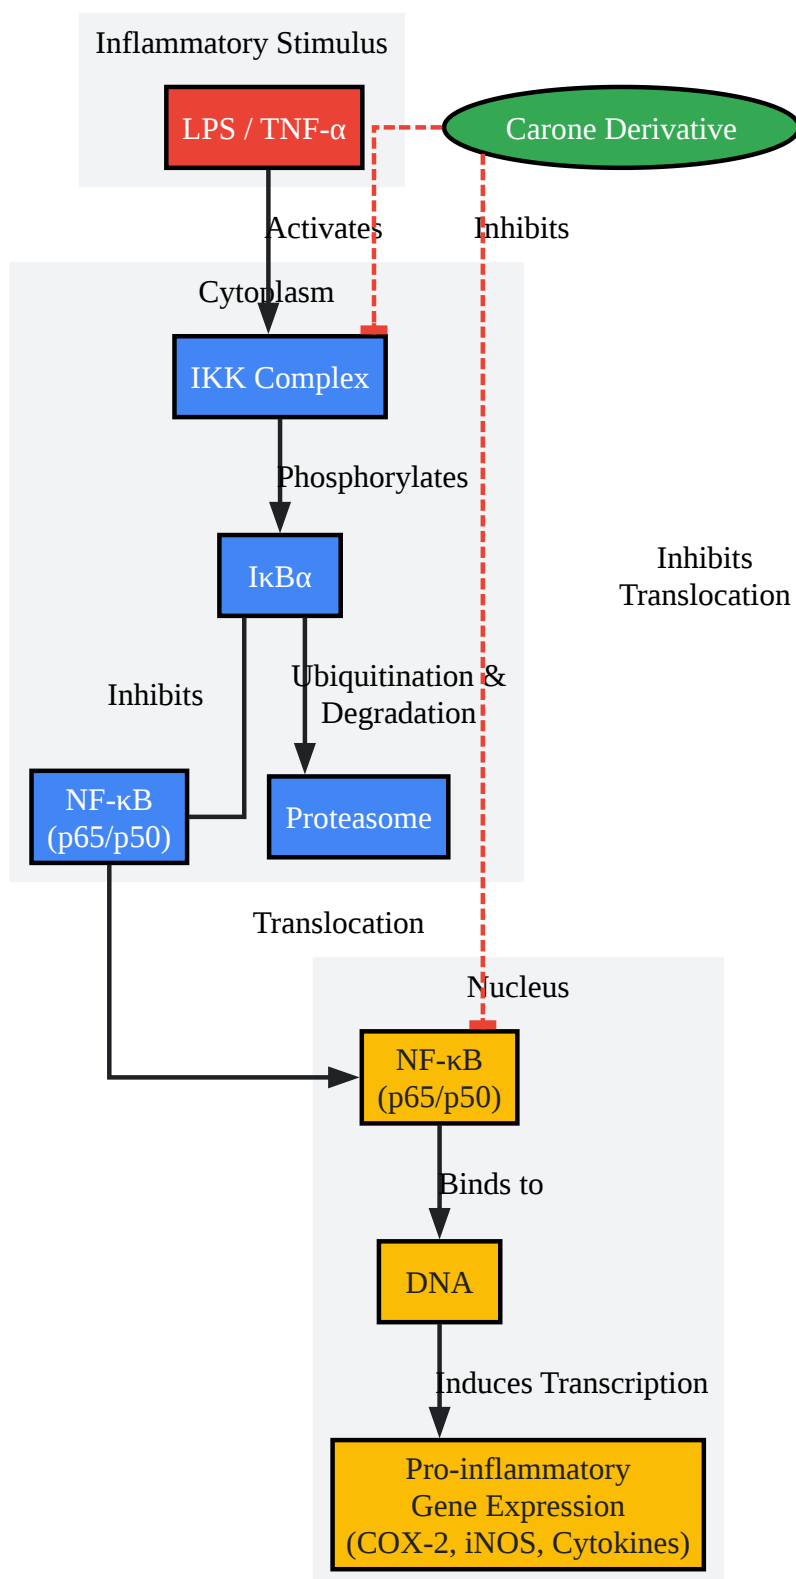 Inflammatory Stimulus
LPS / TNF-α
Carone Derivative
Activates
Inhibits
Cytoplasm
IKK Complex
Phosphorylates
Inhibits
Translocation
IκBα
Ubiquitination &
Degradation
Inhibits
NF-κB
(p65/p50)
Proteasome
Translocation
Nucleus
NF-κB
(p65/p50)
Binds to
DNA
Induces Transcription
Pro-inflammatory
Gene Expression
(COX-2, iNOS, Cytokines)